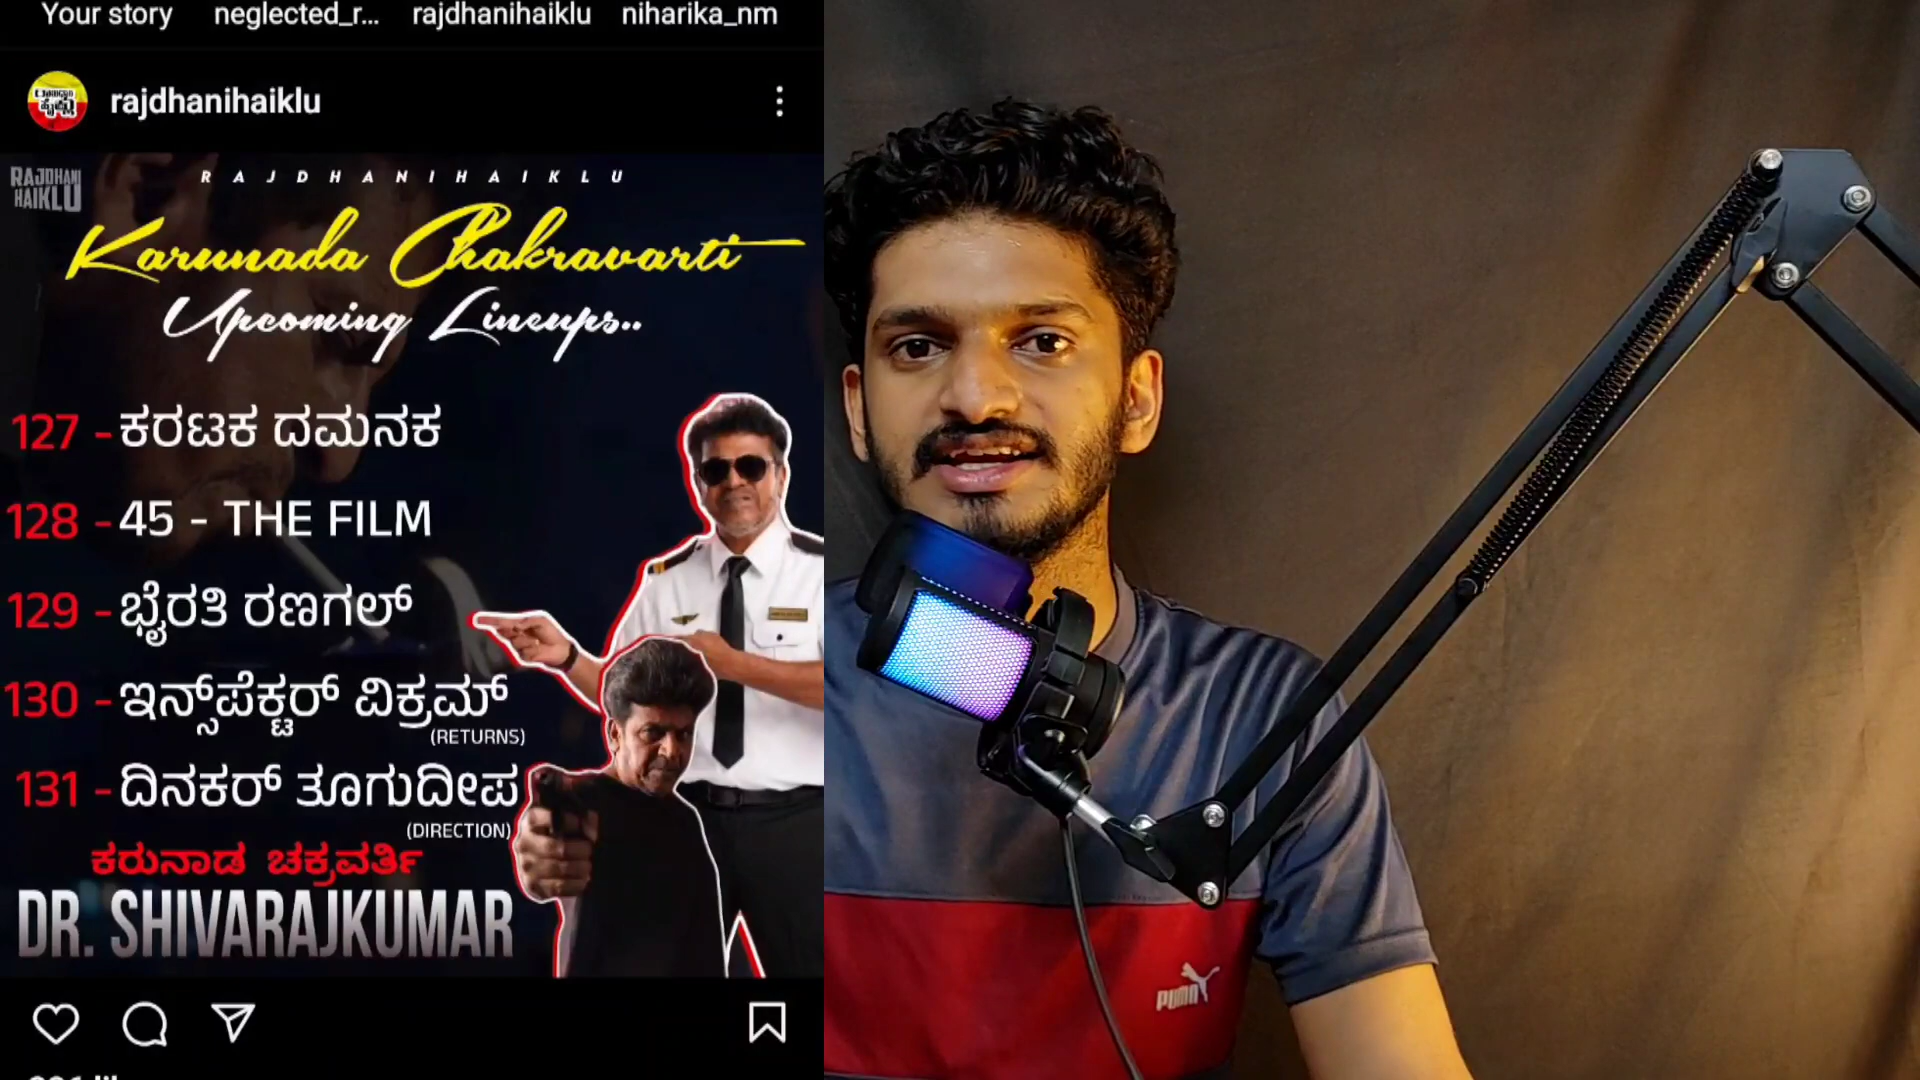 Your story neglected_r... rajdhanihaiklu niharika_nm
rajdhanihaiklu
RAJDHANI
HAIKLU
RAJDHANIHAIKLU
Karunada Chakravarti
Upcoming Lineups..
127 - ಕರಟಕ ದಮನಕ
128 - 45 - THE FILM
129 - ಭೈರತಿ ರಣಗಲ್
130 - ಇನ್ಸ್‌ಪೆಕ್ಟರ್ ವಿಕ್ರಮ್
(RETURNS)
131 - ದಿನಕರ್ ತೂಗುದೀಪ
(DIRECTION)
ಕರುನಾಡ ಚಕ್ರವರ್ತಿ
DR. SHIVARAJKUMAR
PUMA